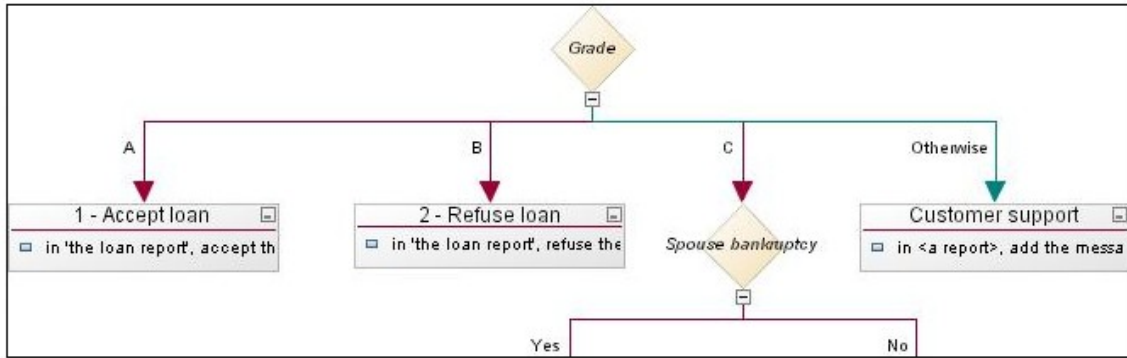 Grade
A
B
C
Otherwise
1 - Accept loan
in 'the loan report', accept th
2 - Refuse loan
in 'the loan report', refuse the
Spouse bankruptcy
Customer support
in <a report>, add the messa
Yes
No